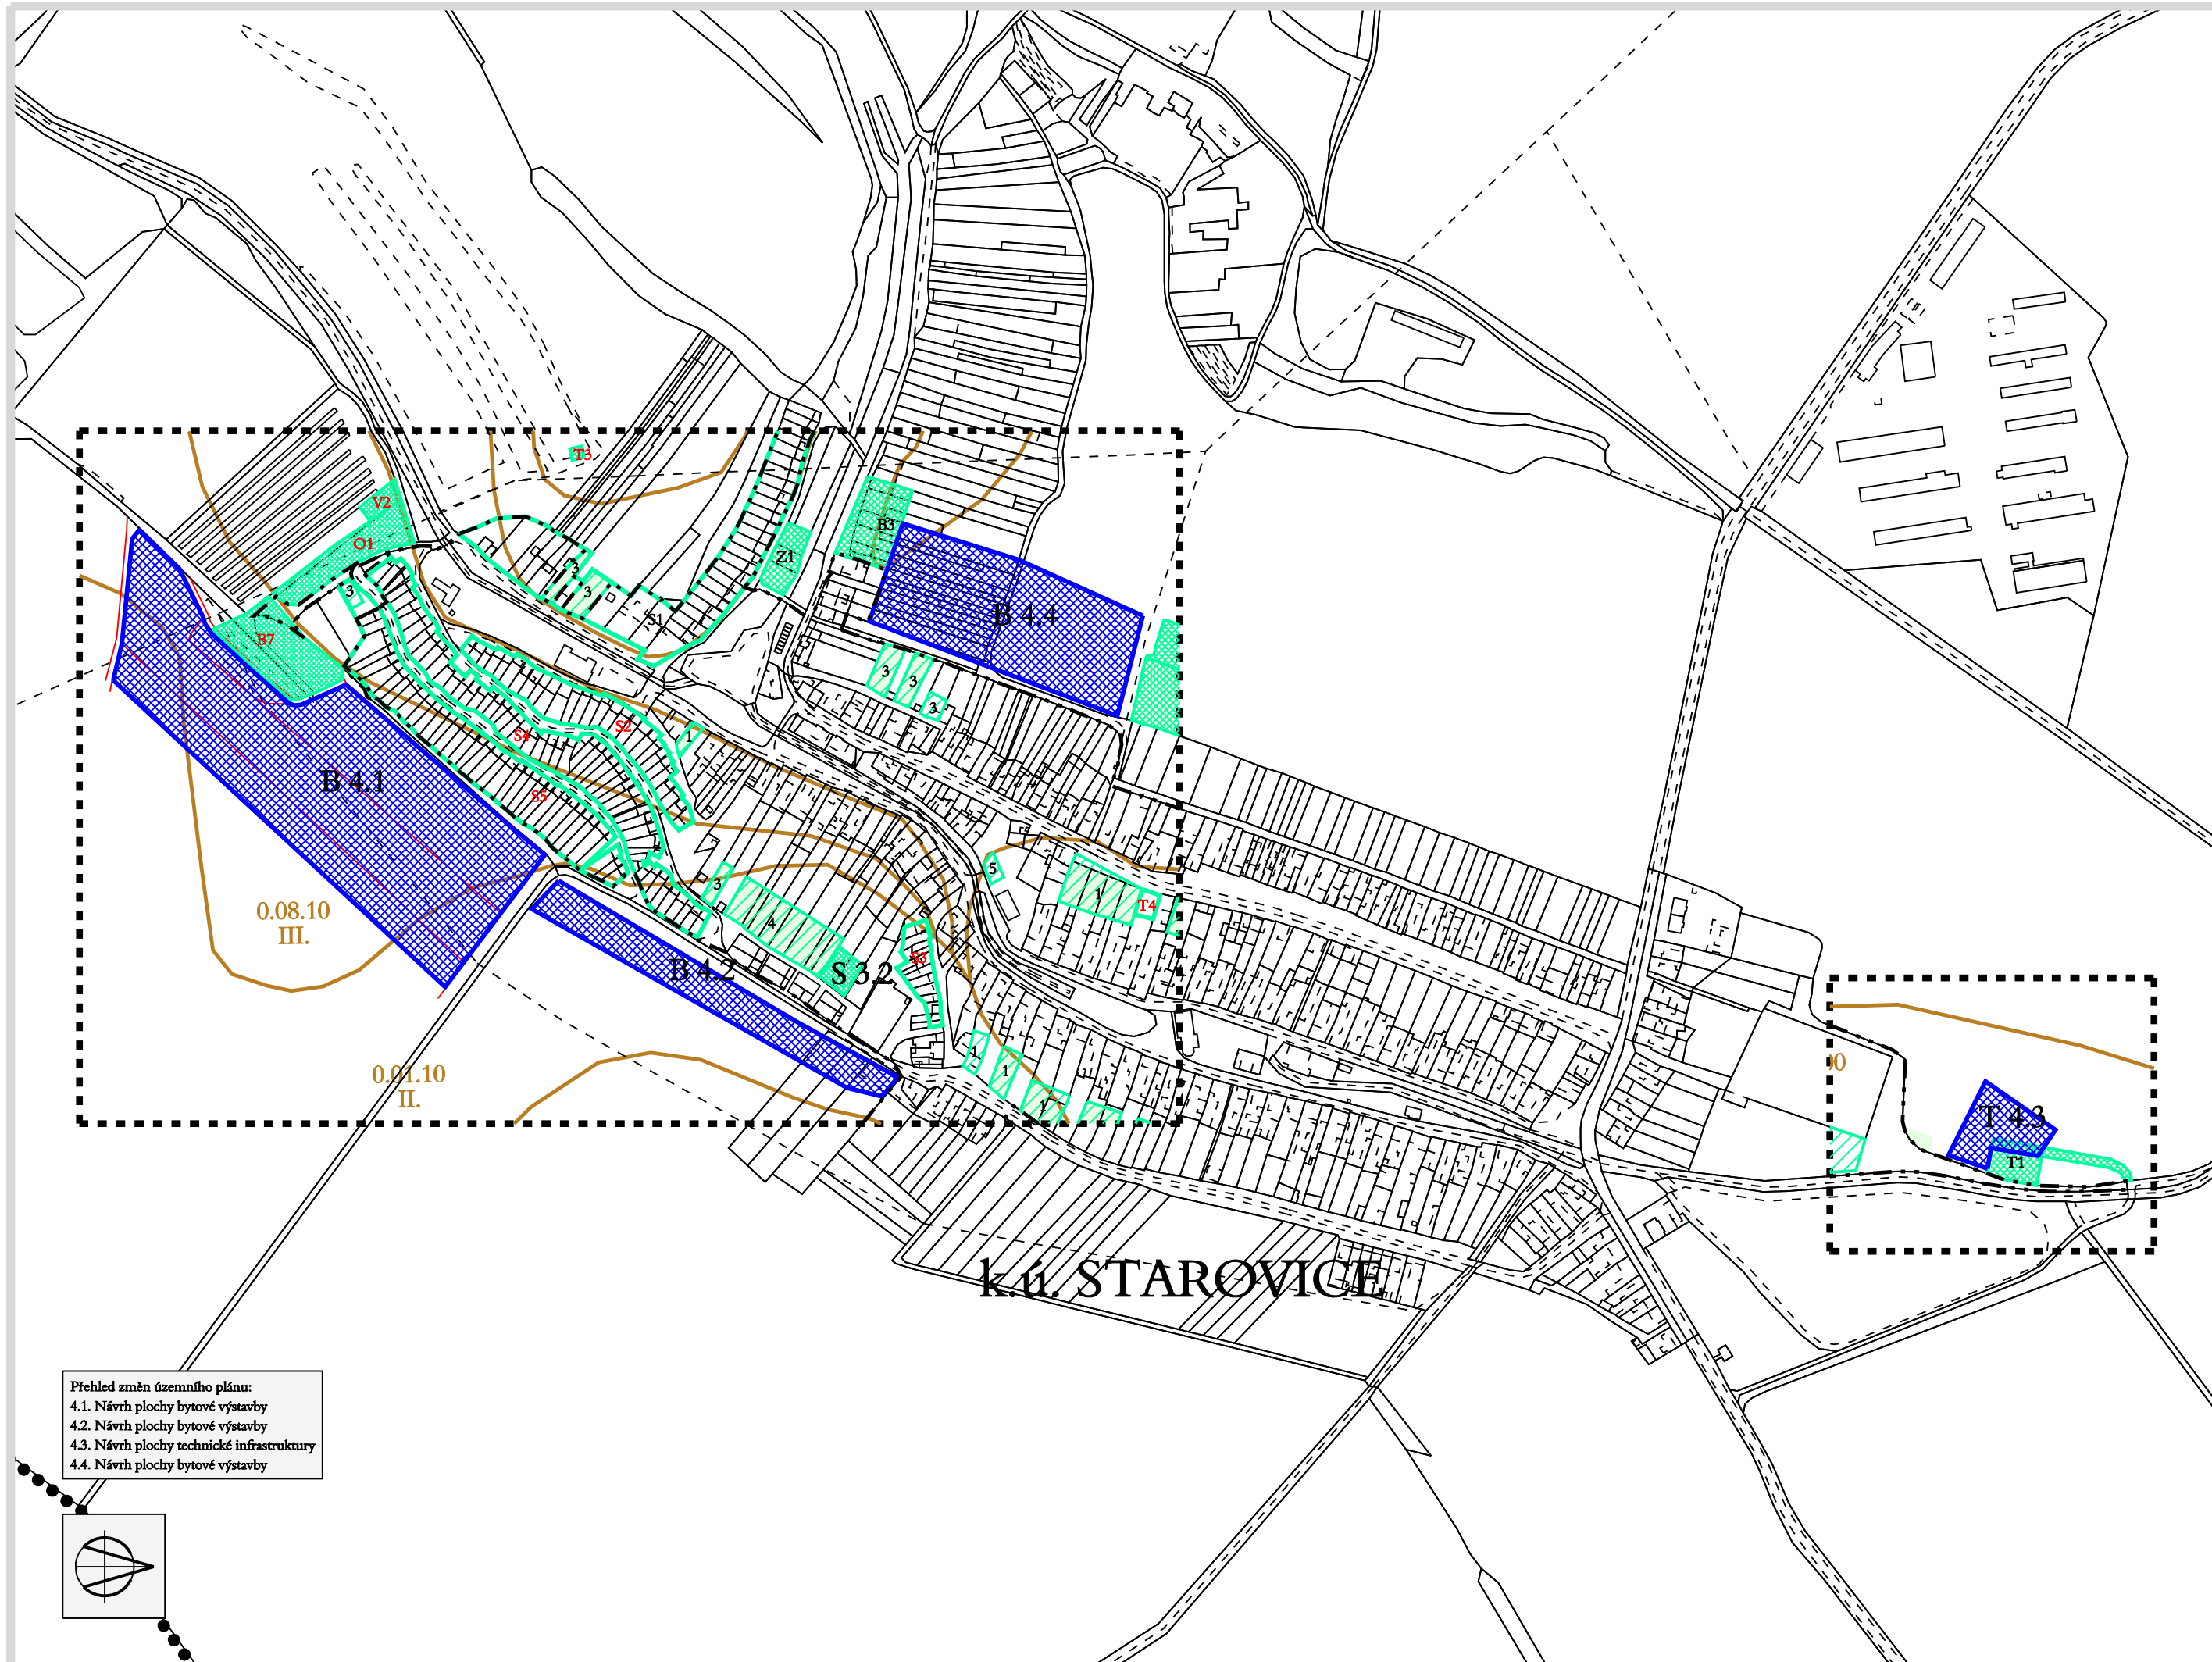 T3
V2
B3
O1
Z1
3
3
3
S1
B 4.4
B7
3
3
3
S2
S4
1
B 4.1
S5
5
3
1
T4
0.08.10
III.
4
S3
B 4.2
S 3.2
1
1
0.01.10
II.
1
T 4.3
T1
k.ú. STAROVICE
Přehled změn územního plánu:
4.1. Návrh plochy bytové výstavby
4.2. Návrh plochy bytové výstavby
4.3. Návrh plochy technické infrastruktury
4.4. Návrh plochy bytové výstavby